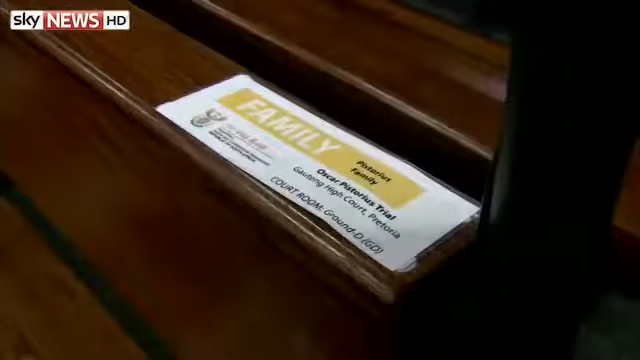 sky NEWS HD
FAMILY
Pistorius
Family
Oscar Pistorius Trial
Gauteng High Court, Pretoria
COURT ROOM: Ground-D (GD)